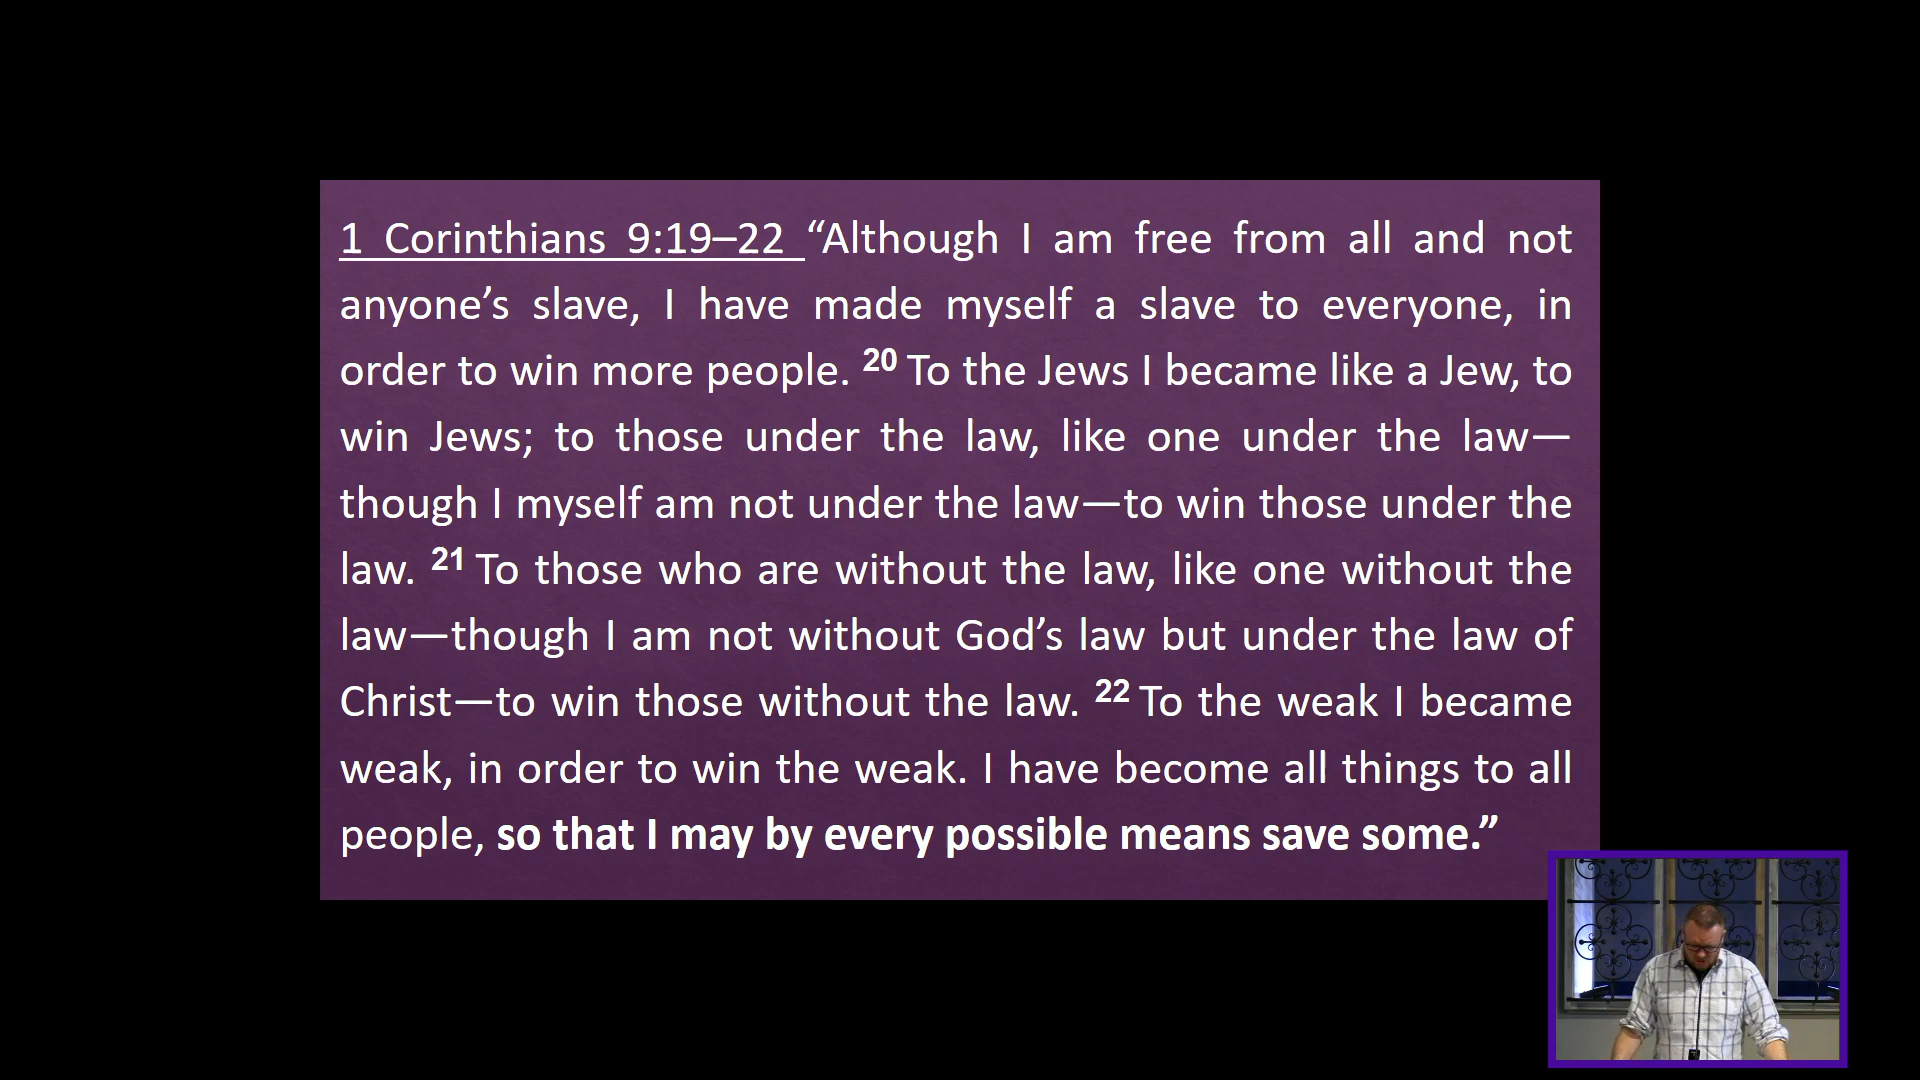 1 Corinthians 9:19–22 “Although I am free from all and not
anyone’s slave, I have made myself a slave to everyone, in
order to win more people. 20 To the Jews I became like a Jew, to
win Jews; to those under the law, like one under the law—
though I myself am not under the law—to win those under the
law. 21 To those who are without the law, like one without the
law—though I am not without God’s law but under the law of
Christ—to win those without the law. 22 To the weak I became
weak, in order to win the weak. I have become all things to all
people, so that I may by every possible means save some.”